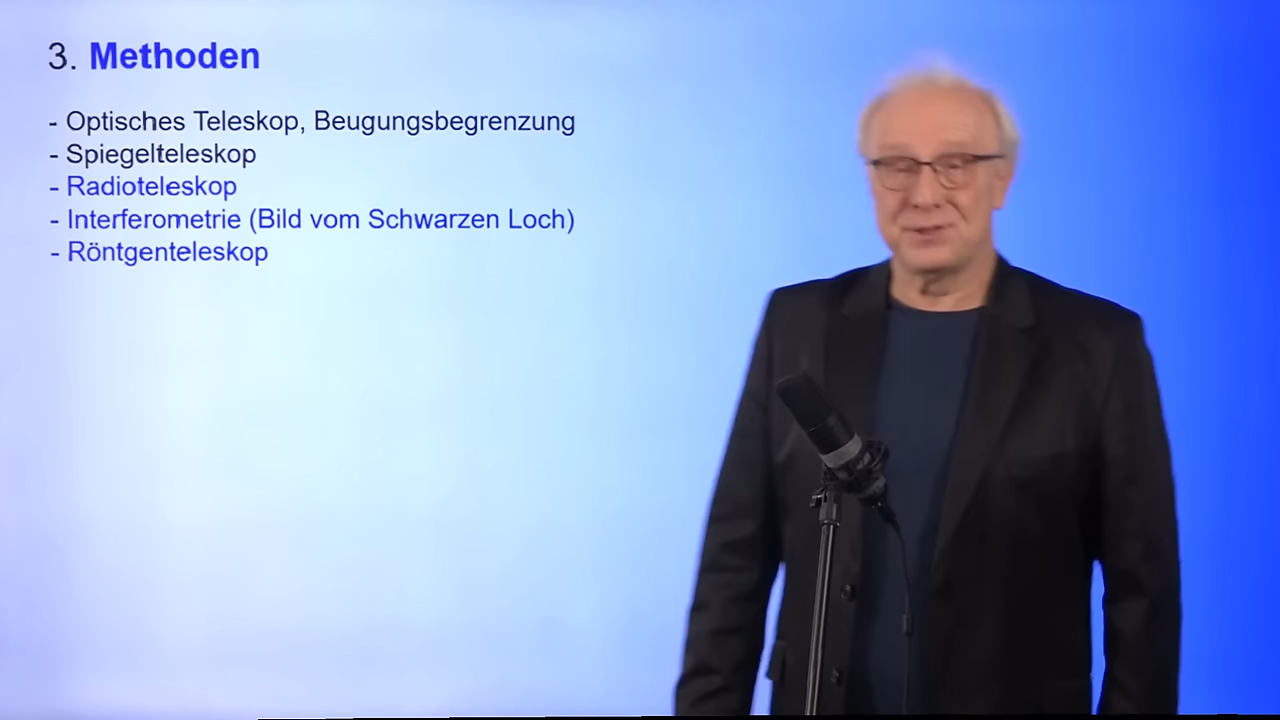 3. Methoden
- Optisches Teleskop, Beugungsbegrenzung
- Spiegelteleskop
- Radioteleskop
- Interferometrie (Bild vom Schwarzen Loch)
- Röntgenteleskop